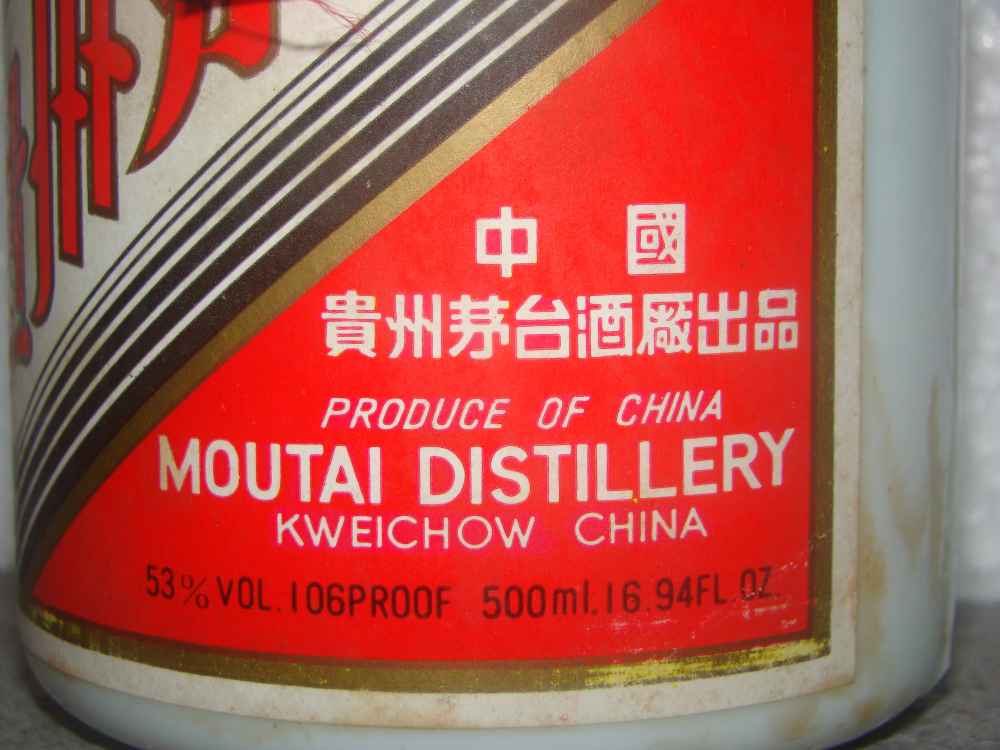 中國
貴州茅台酒廠出品
PRODUCE OF CHINA
MOUTAI DISTILLERY
KWEICHOW CHINA
53% VOL. 106PROOF 500ml. 16.94FL.OZ.